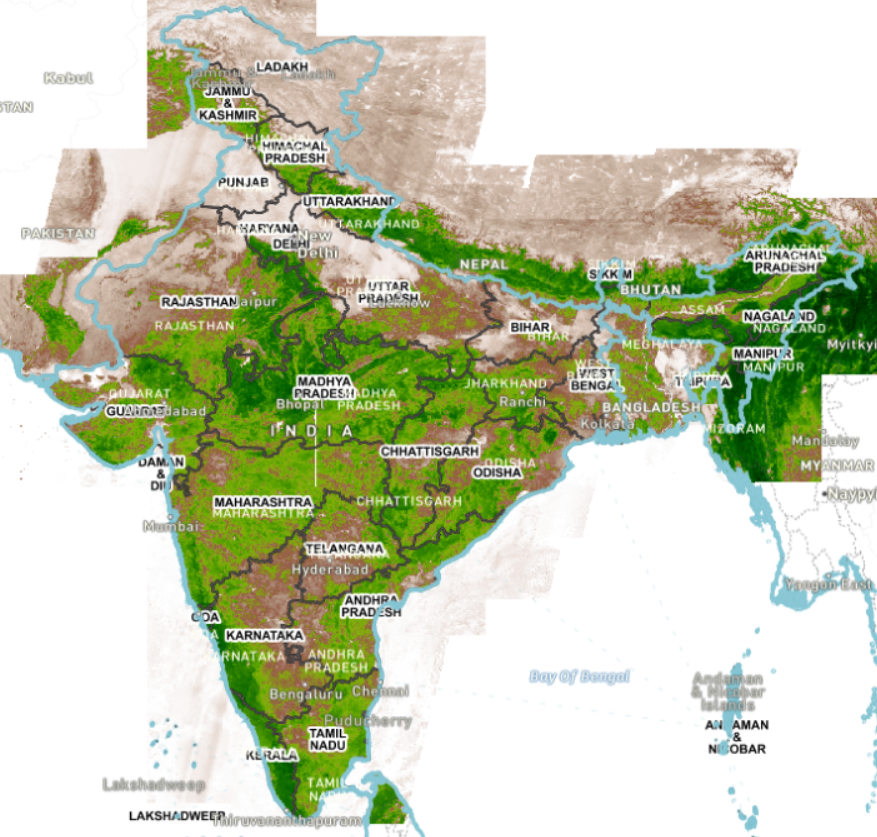 LADAKH
Ladakh
Jammu &
Kashmir
Kabul
JAMMU
&
KASHMIR
STAN
HIMACHAL
PRADESH
PUNJAB
UTTARAKHAND
UTTARAKHAND
PAKISTAN
HARYANA
DELHI
New
Delhi
NEPAL
SIKKIM
SIKKIM
BHUTAN
ARUNACHAL
ARUNACHAL
PRADESH
UTTAR
PRADESH
Lucknow
RAJASTHAN
Jaipur
RAJASTHAN
ASSAM
NAGALAND
NAGALAND
BIHAR
BIHAR
MEGHALAYA
Myitkyi
MANIPUR
MANIPUR
MADHYA
PRADESH
MADHYA
PRADESH
Bhopal
JHARKHAND
Ranchi
WEST
BENGAL
TRIPURA
GUJARAT
GUJARAT
Ahmedabad
BANGLADESH
Kolkata
MIZORAM
INDIA
Mandalay
MYANMAR
CHHATTISGARH
ODISHA
ODISHA
DAMAN
&
DIU
Naypyi
MAHARASHTRA
MAHARASHTRA
CHHATTISGARH
Mumbai
TELANGANA
Hyderabad
Yangon East
ANDHRA
PRADESH
GOA
KARNATAKA
KARNATAKA
ANDHRA
PRADESH
Bay Of Bengal
Bengaluru
Chennai
Andaman
& Nicobar
Islands
Puducherry
ANDAMAN
&
NICOBAR
TAMIL
NADU
KERALA
Lakshadweep
TAMIL
NADU
LAKSHADWEEP
Thiruvananthapuram